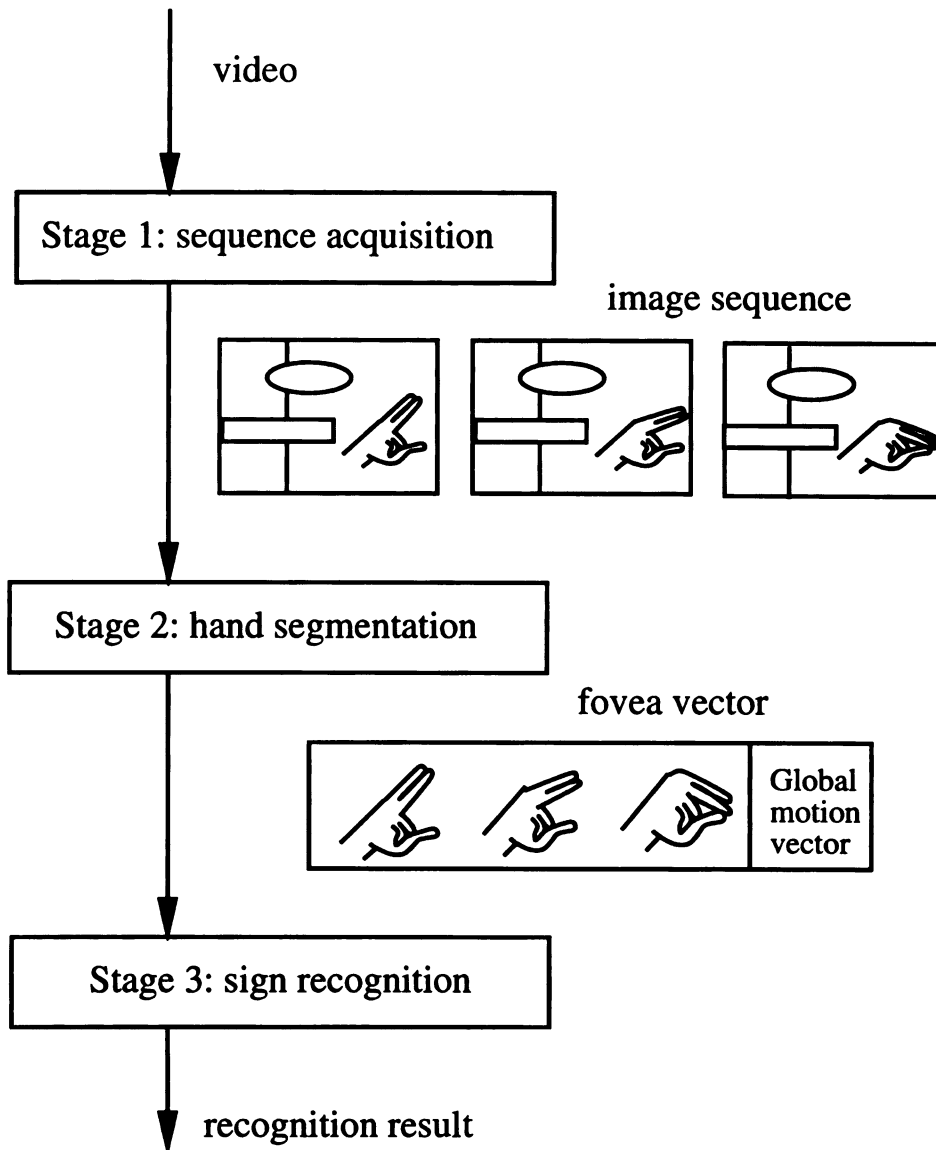 video
Stage 1: sequence acquisition
image sequence
Stage 2: hand segmentation
fovea vector
Global
motion
vector
Stage 3: sign recognition
recognition result